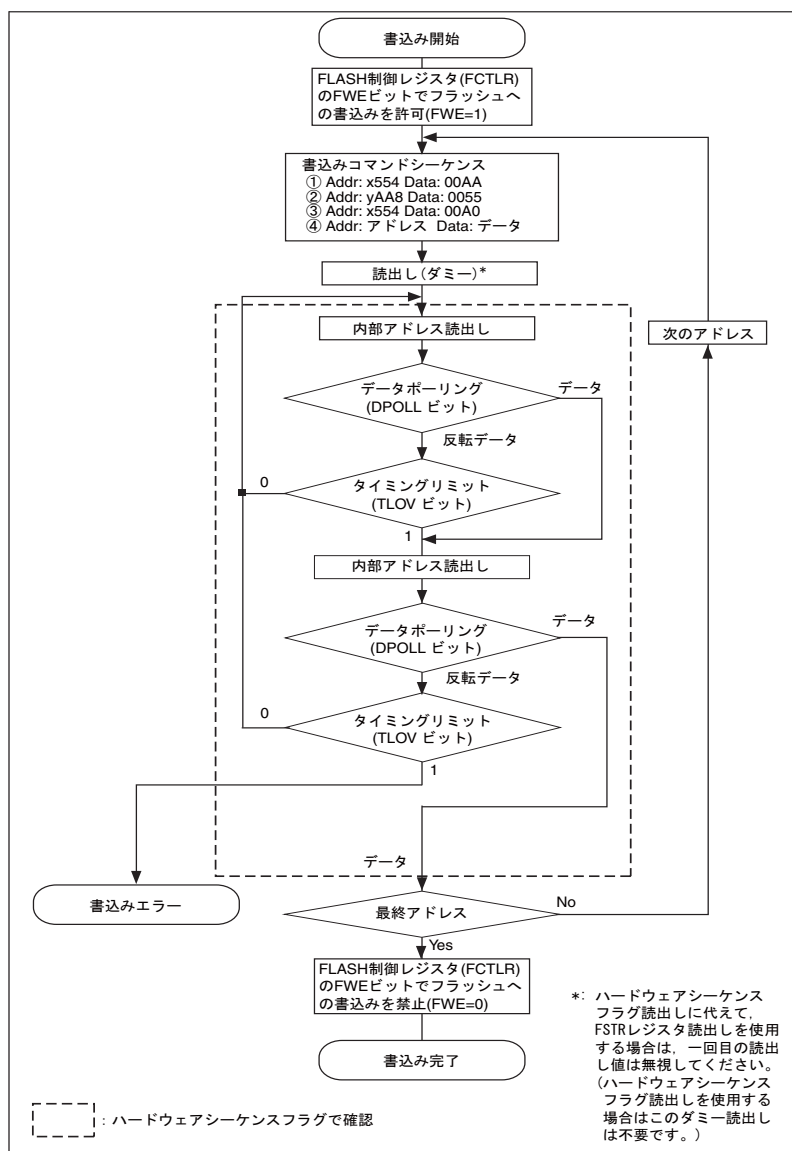 書込み開始
FLASH制御レジスタ(FCTLR)
のFWEビットでフラッシュへ
の書込みを許可(FWE=1)
書込みコマンドシーケンス
① Addr: x554 Data: 00AA
② Addr: yAA8 Data: 0055
③ Addr: x554 Data: 00A0
④ Addr: アドレス Data: データ
読出し(ダミー)*
内部アドレス読出し
次のアドレス
データポーリング
(DPOLL ビット)
データ
反転データ
0
タイミングリミット
(TLOV ビット)
1
内部アドレス読出し
データ
データポーリング
(DPOLL ビット)
反転データ
0
タイミングリミット
(TLOV ビット)
1
データ
書込みエラー
最終アドレス
No
Yes
FLASH制御レジスタ(FCTLR)
のFWEビットでフラッシュへ
の書込みを禁止(FWE=0)
書込み完了
*: ハードウェアシーケンス
フラグ読出しに代えて,
FSTRレジスタ読出しを使用
する場合は, 一回目の読出
し値は無視してください。
(ハードウェアシーケンス
フラグ読出しを使用する
場合はこのダミー読出し
は不要です。)
: ハードウェアシーケンスフラグで確認